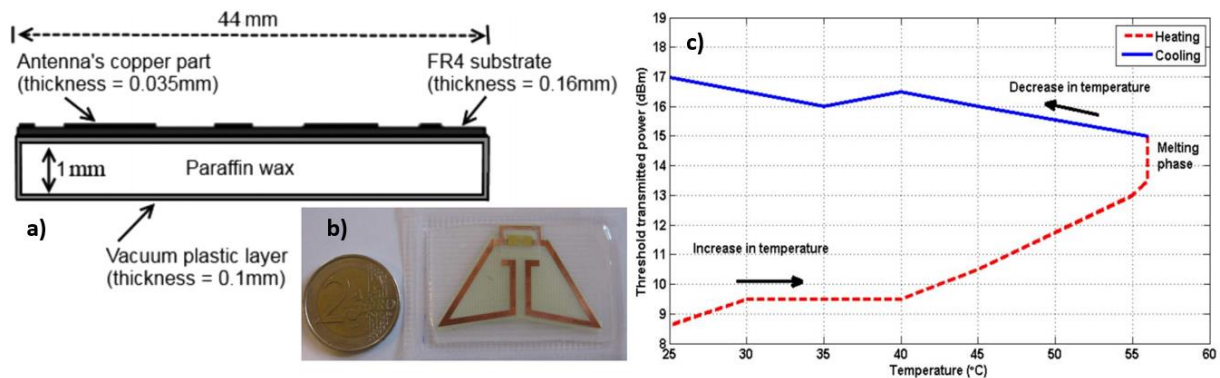 44 mm
Antenna's copper part
(thickness = 0.035mm)
FR4 substrate
(thickness = 0.16mm)
1 mm
Paraffin wax
a)
Vacuum plastic layer
(thickness = 0.1mm)
b)
2
EURO
c)
Heating
Cooling
Decrease in temperature
Melting
phase
Increase in temperature
Threshold transmitted power (dBm)
19
18
17
16
15
14
13
12
11
10
9
8
25
30
35
40
45
50
55
60
Temperature (°C)